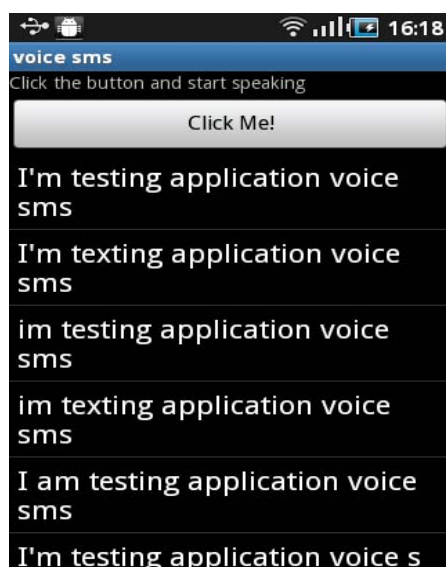 16:18
voice sms
Click the button and start speaking
Click Me!
I'm testing application voice
sms
I'm texting application voice
sms
im testing application voice
sms
im texting application voice
sms
I am testing application voice
sms
I'm testing application voice s